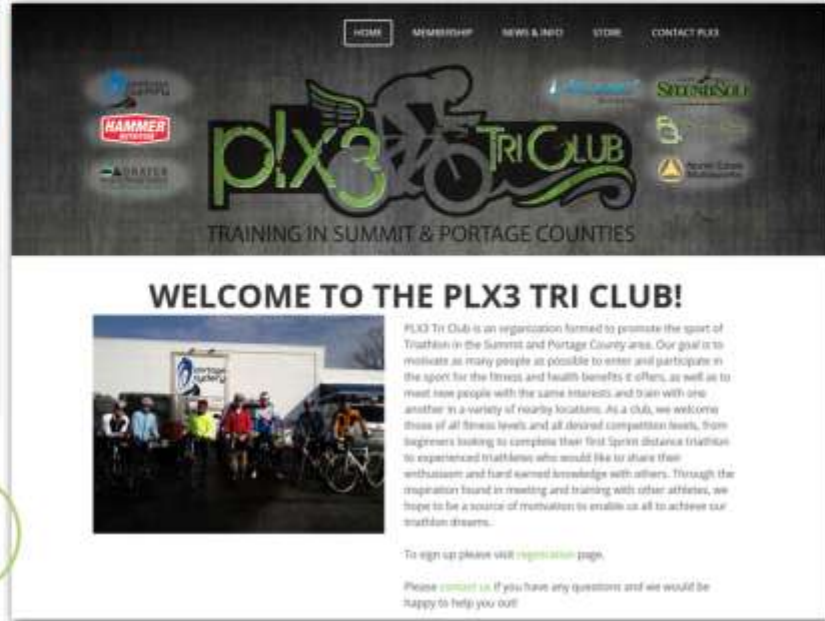 HOME MEMBERSHIP NEWS & INFO STORE CONTACT PLX3
HAMMER
NUTRITION
SECONDSOLE
p!x3 TRI CLUB
TRAINING IN SUMMIT & PORTAGE COUNTIES
WELCOME TO THE PLX3 TRI CLUB!
portage
cyclery
PLX3 Tri Club is an organization formed to promote the sport of
Triathlon in the Summit and Portage County area. Our goal is to
motivate as many people as possible to enter and participate in
the sport for the fitness and health benefits it offers, as well as to
meet new people with the same interests and train with one
another in a variety of nearby locations. As a club, we welcome
those of all fitness levels and all desired competition levels, from
beginners looking to complete their first Sprint distance triathlon
to experienced triathletes who would like to share their
enthusiasm and hard earned knowledge with others. Through the
inspiration found in meeting and training with other athletes, we
hope to be a source of motivation to enable us all to achieve our
triathlon dreams.
To sign up please visit registration page.
Please contact us if you have any questions and we would be
happy to help you out!